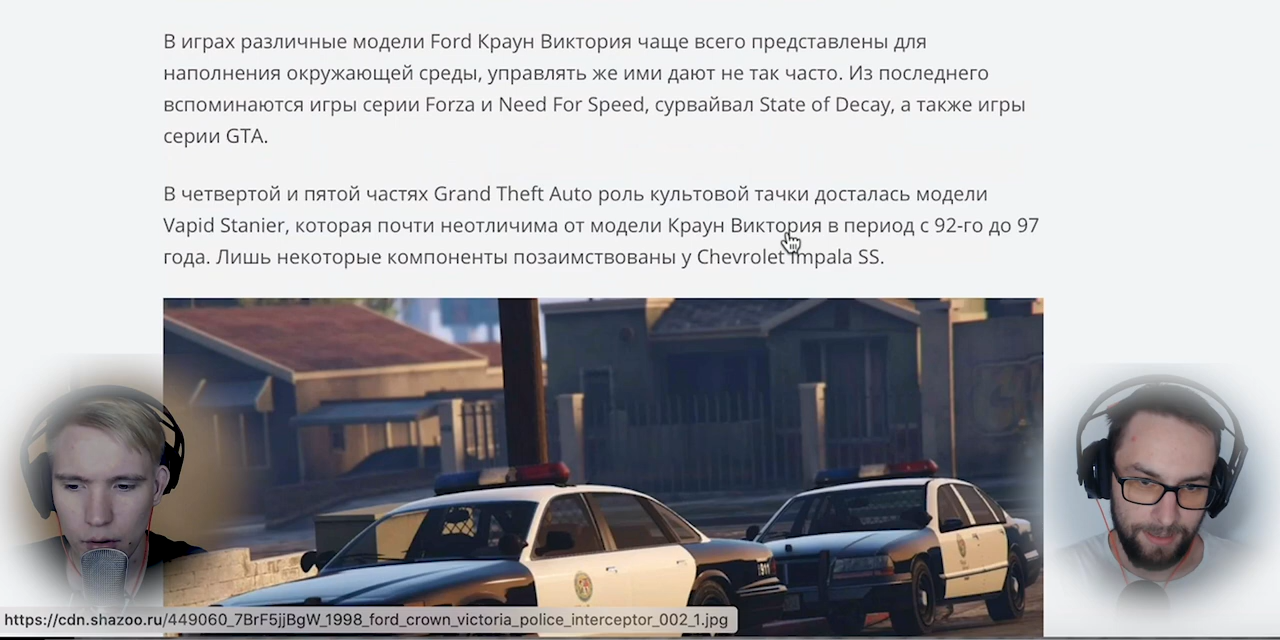 В играх различные модели Ford Краун Виктория чаще всего представлены для
наполнения окружающей среды, управлять же ими дают не так часто. Из последнего
вспоминаются игры серии Forza и Need For Speed, сурвайвал State of Decay, а также игры
серии GTA.
В четвертой и пятой частях Grand Theft Auto роль культовой тачки досталась модели
Vapid Stanier, которая почти неотличима от модели Краун Виктория в период с 92-го до 97
года. Лишь некоторые компоненты позаимствованы у Chevrolet Impala SS.
911
https://cdn.shazoo.ru/449060_7BrF5jjBgW_1998_ford_crown_victoria_police_interceptor_002_1.jpg